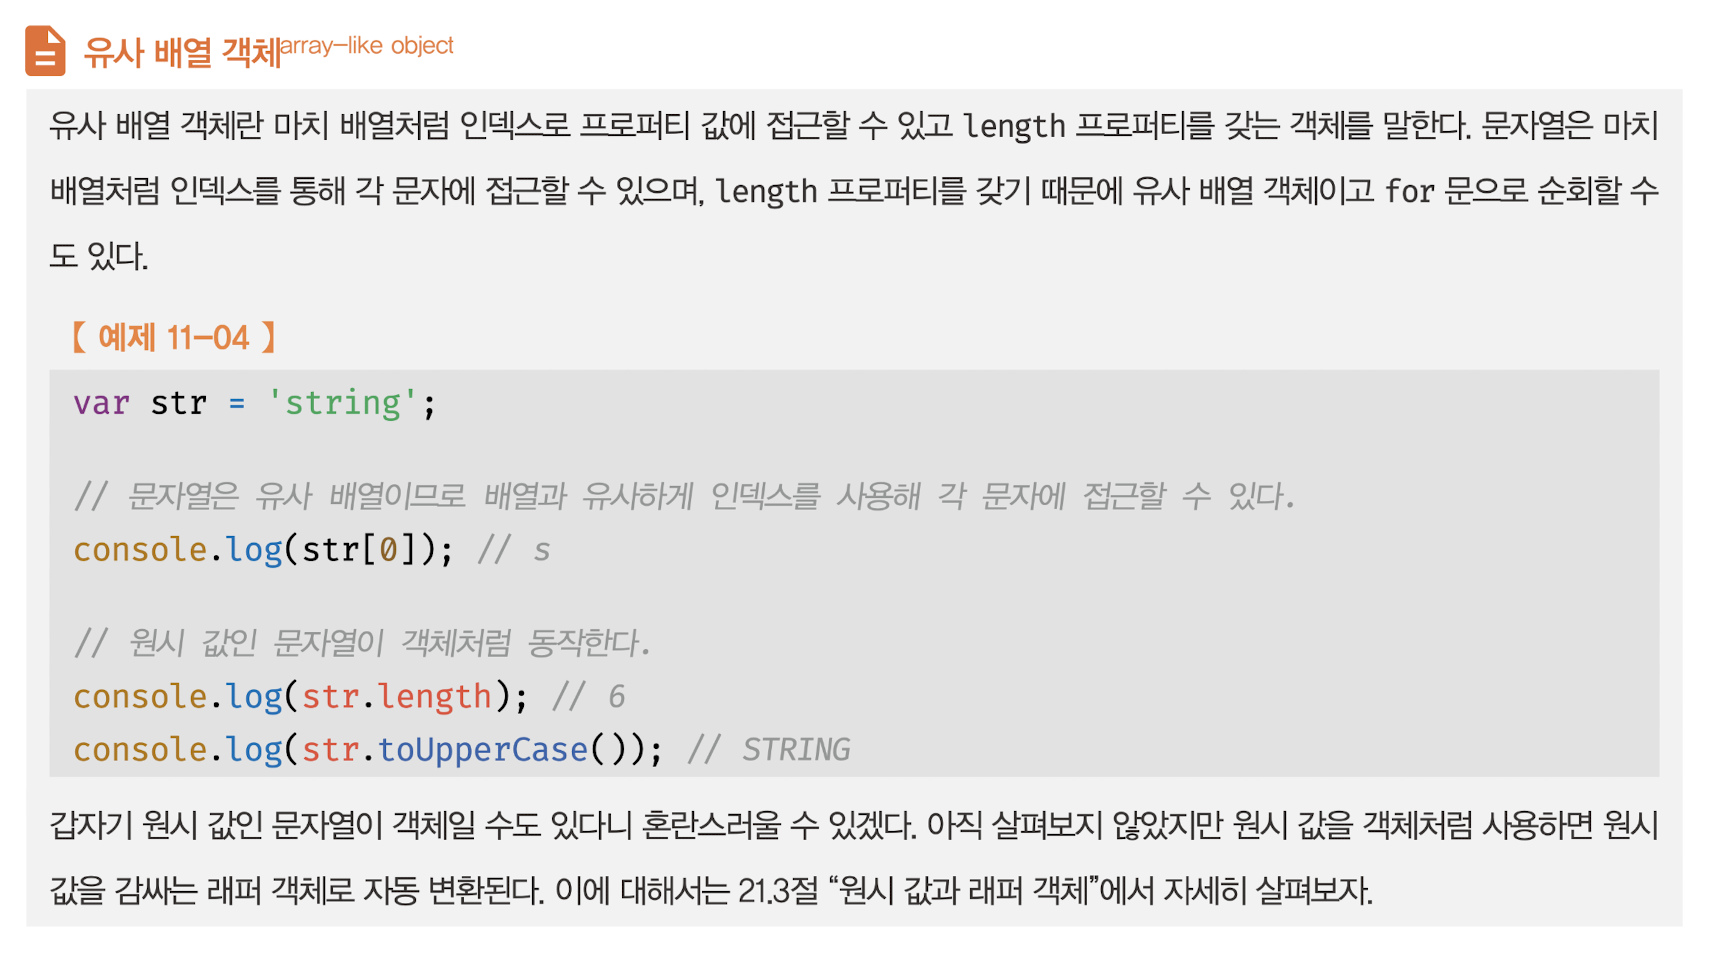 유사 배열 객체array-like object
유사 배열 객체란 마치 배열처럼 인덱스로 프로퍼티 값에 접근할 수 있고 length 프로퍼티를 갖는 객체를 말한다. 문자열은 마치
배열처럼 인덱스를 통해 각 문자에 접근할 수 있으며, length 프로퍼티를 갖기 때문에 유사 배열 객체이고 for 문으로 순회할 수
도 있다.
【 예제 11-04 】
var str = 'string';
// 문자열은 유사 배열이므로 배열과 유사하게 인덱스를 사용해 각 문자에 접근할 수 있다.
console.log(str[0]); // s
// 원시 값인 문자열이 객체처럼 동작한다.
console.log(str.length); // 6
console.log(str.toUpperCase()); // STRING
갑자기 원시 값인 문자열이 객체일 수도 있다니 혼란스러울 수 있겠다. 아직 살펴보지 않았지만 원시 값을 객체처럼 사용하면 원시
값을 감싸는 래퍼 객체로 자동 변환된다. 이에 대해서는 21.3절 “원시 값과 래퍼 객체”에서 자세히 살펴보자.